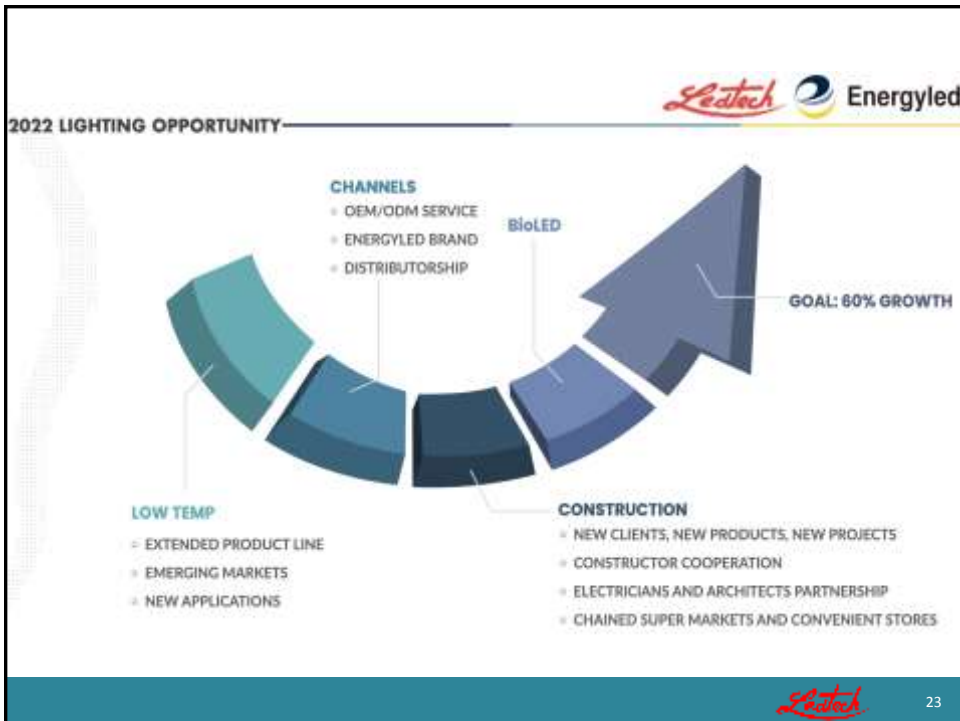 Ledtech Energyled
2022 LIGHTING OPPORTUNITY
CHANNELS
OEM/ODM SERVICE
ENERGYLED BRAND
DISTRIBUTORSHIP
BioLED
GOAL: 60% GROWTH
LOW TEMP
EXTENDED PRODUCT LINE
EMERGING MARKETS
NEW APPLICATIONS
CONSTRUCTION
NEW CLIENTS, NEW PRODUCTS, NEW PROJECTS
CONSTRUCTOR COOPERATION
ELECTRICIANS AND ARCHITECTS PARTNERSHIP
CHAINED SUPER MARKETS AND CONVENIENT STORES
Ledtech 23